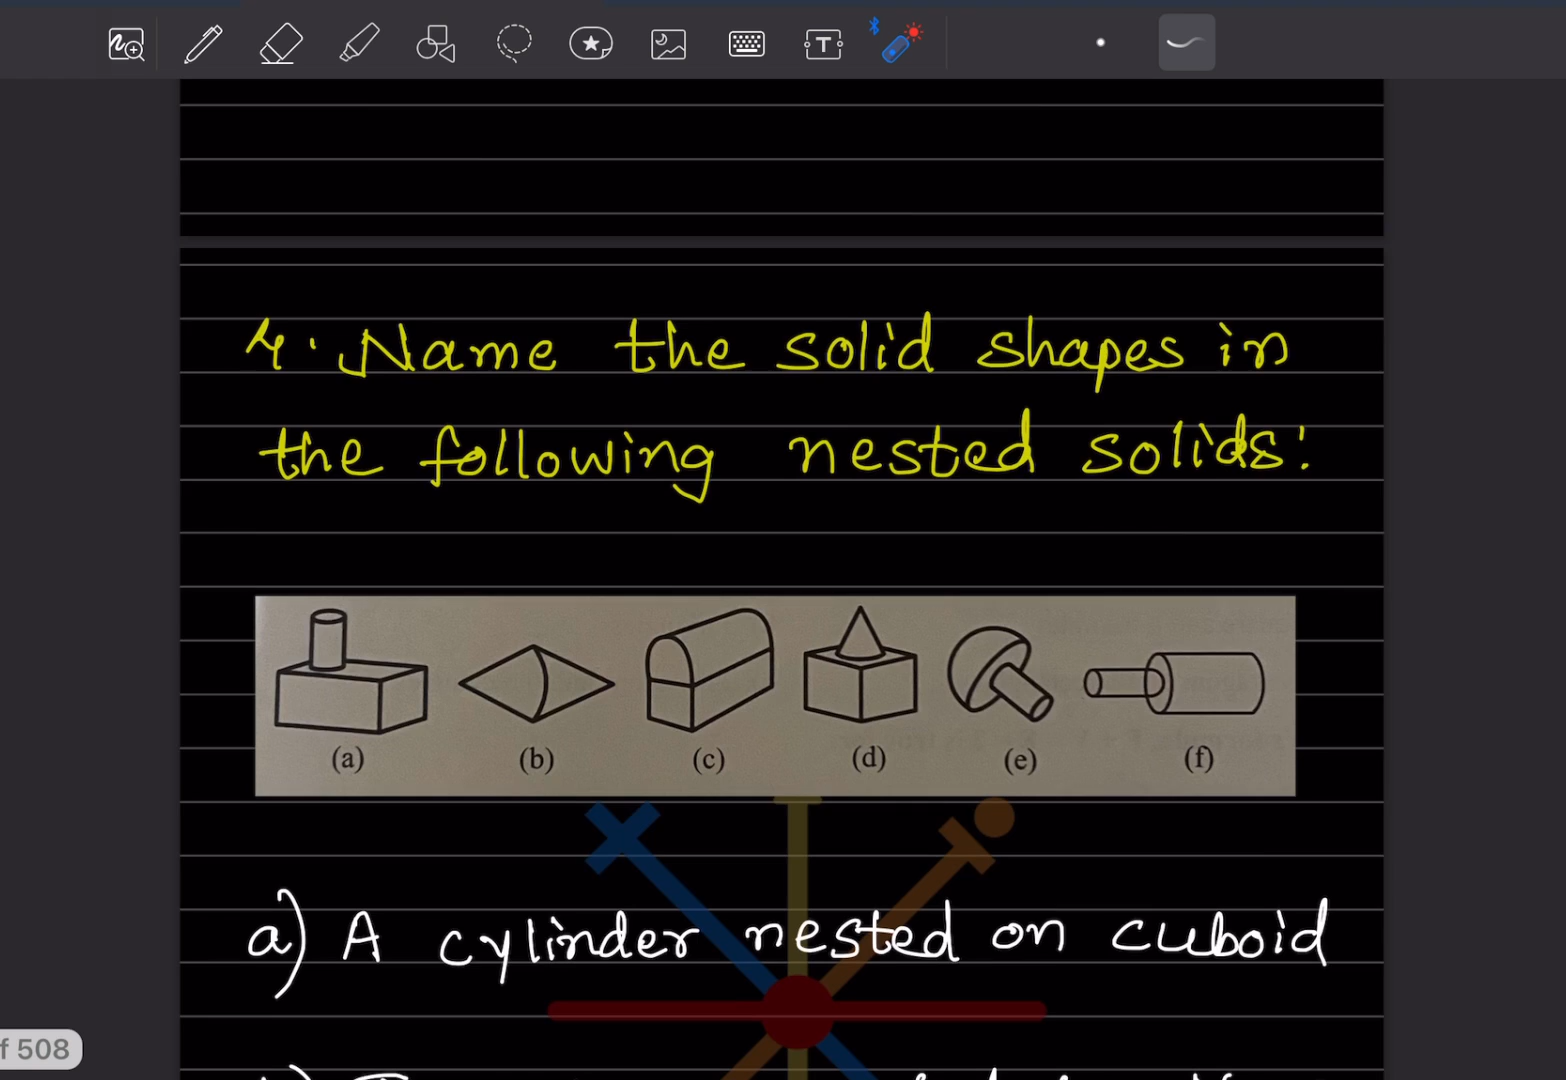 4. Name the solid shapes in
the following nested solids:
(a) (b) (c) (d) (e) (f)
a) A cylinder nested on cuboid
508